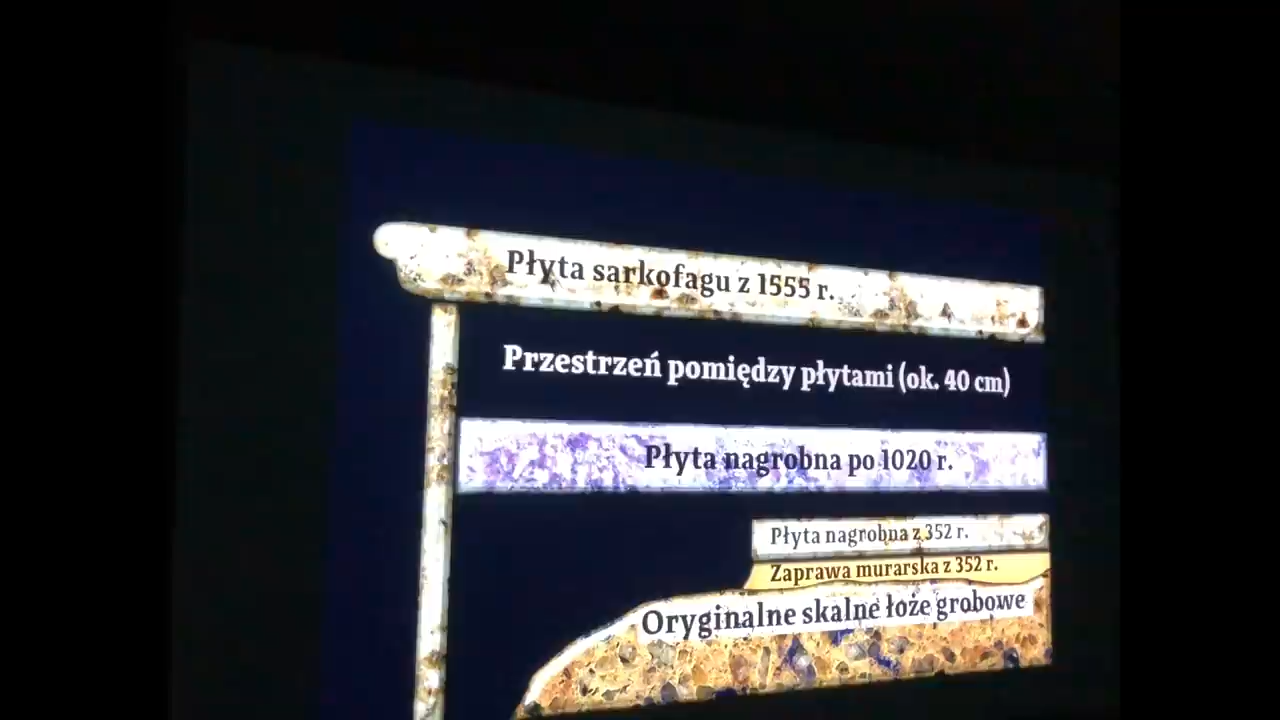 Płyta sarkofagu z 1555 r.
Przestrzeń pomiędzy płytami (ok. 40 cm)
Płyta nagrobna po 1020 r.
Płyta nagrobna z 352 r.
Zaprawa murarska z 352 r.
Oryginalne skalne łoże grobowe